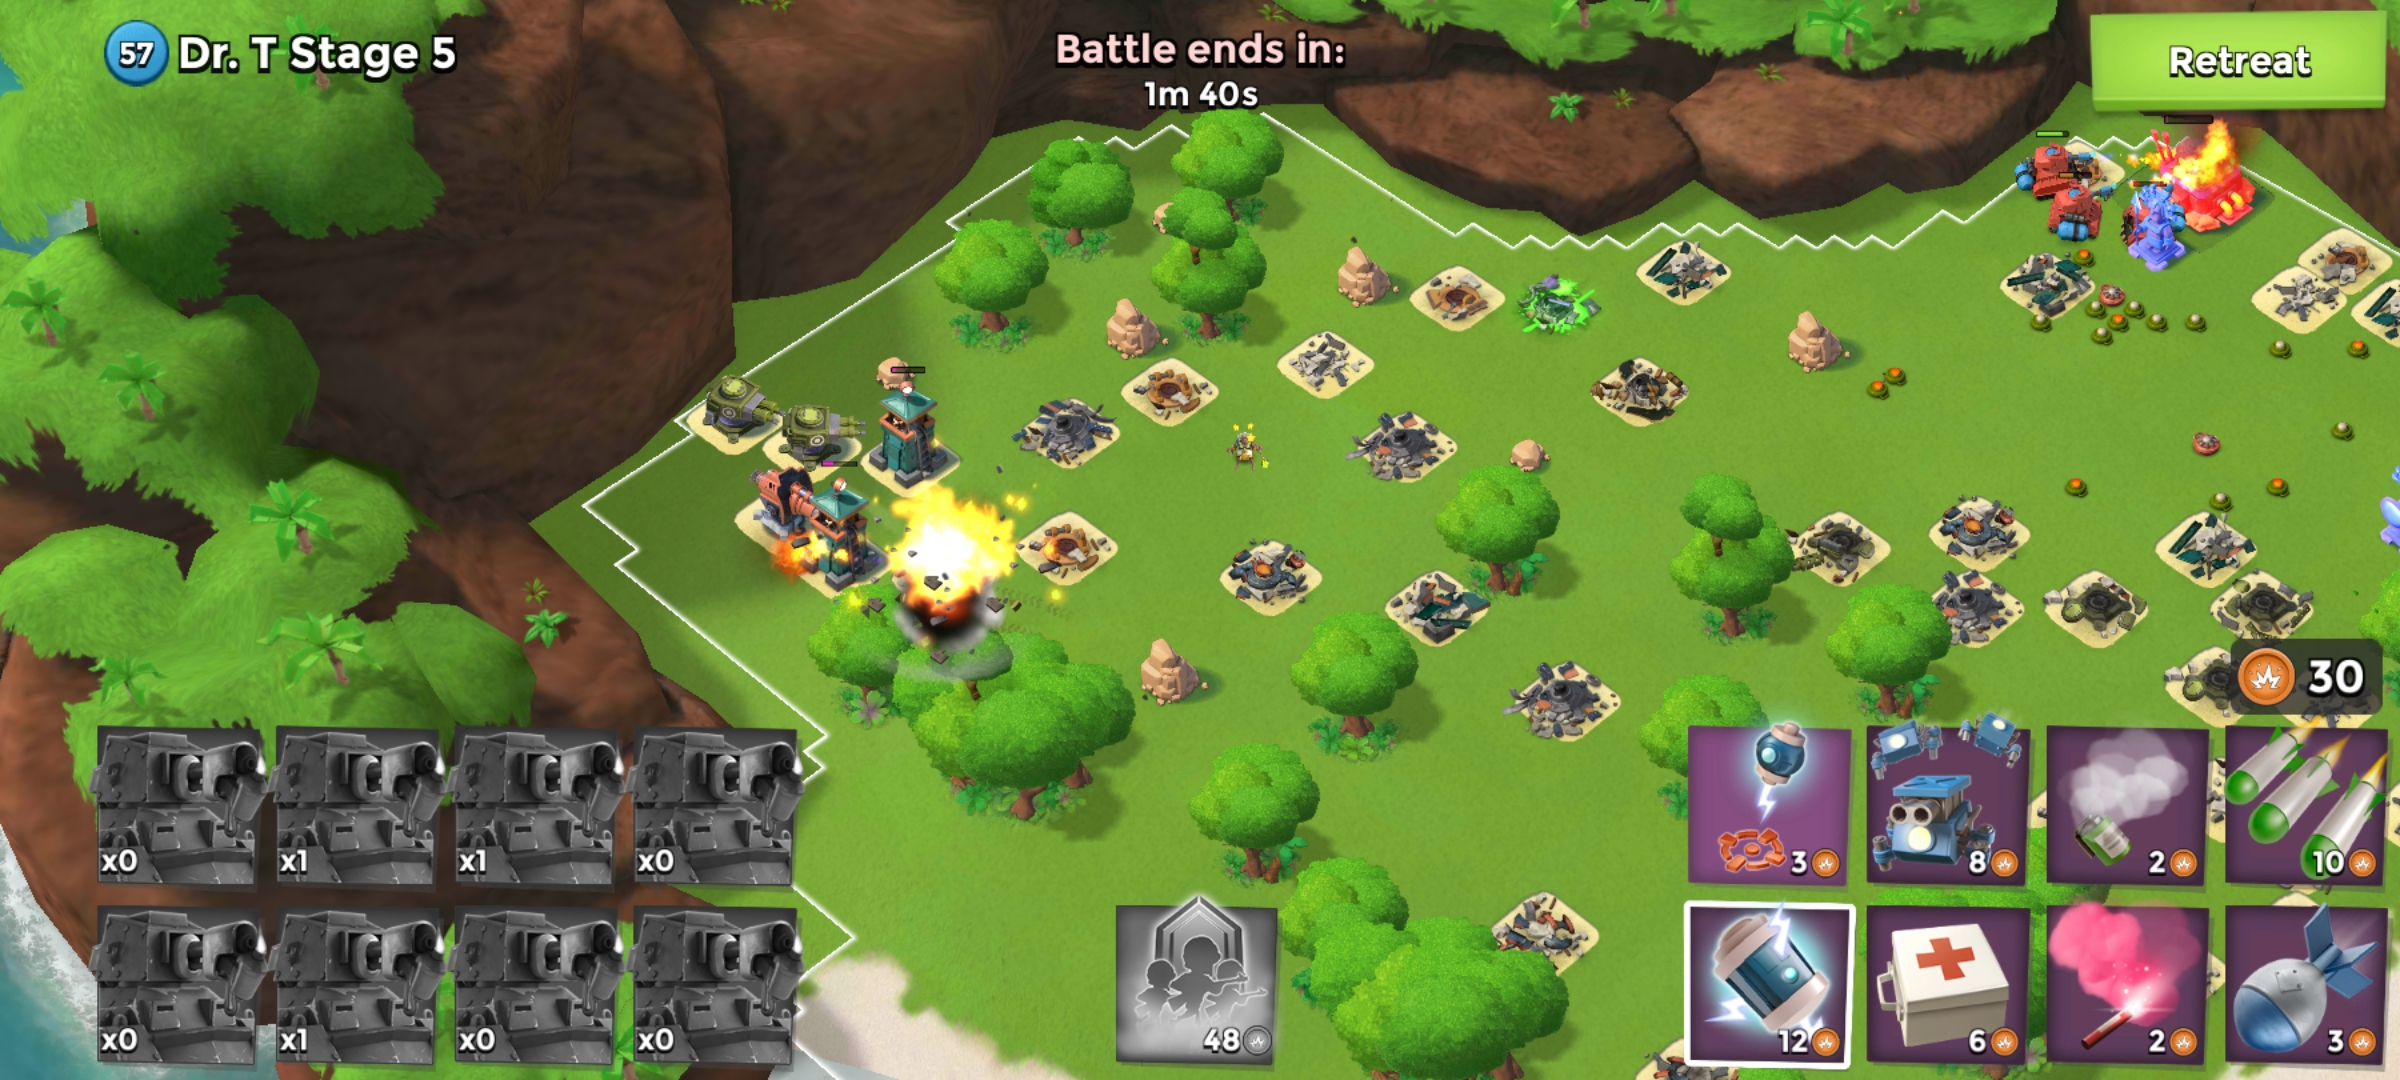 57 Dr. T Stage 5
Battle ends in:
1m 40s
Retreat
30
x0 x1 x1 x0
3 8 2 10
x0 x1 x0 x0
48
12 6 2 3